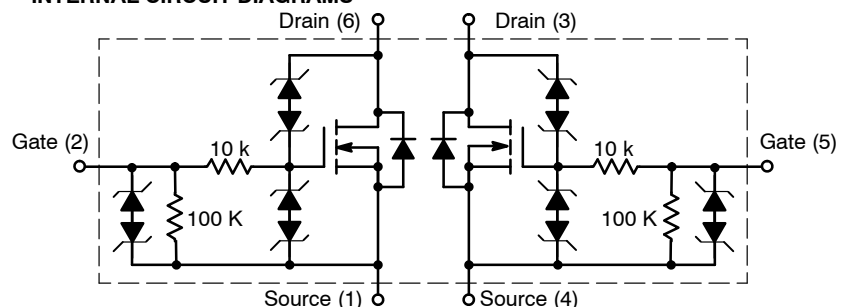 INTERNAL CIRCUIT DIAGRAMS
Drain (6) Drain (3)
Gate (2) 10 k 10 k Gate (5)
100 K 100 K
Source (1) Source (4)